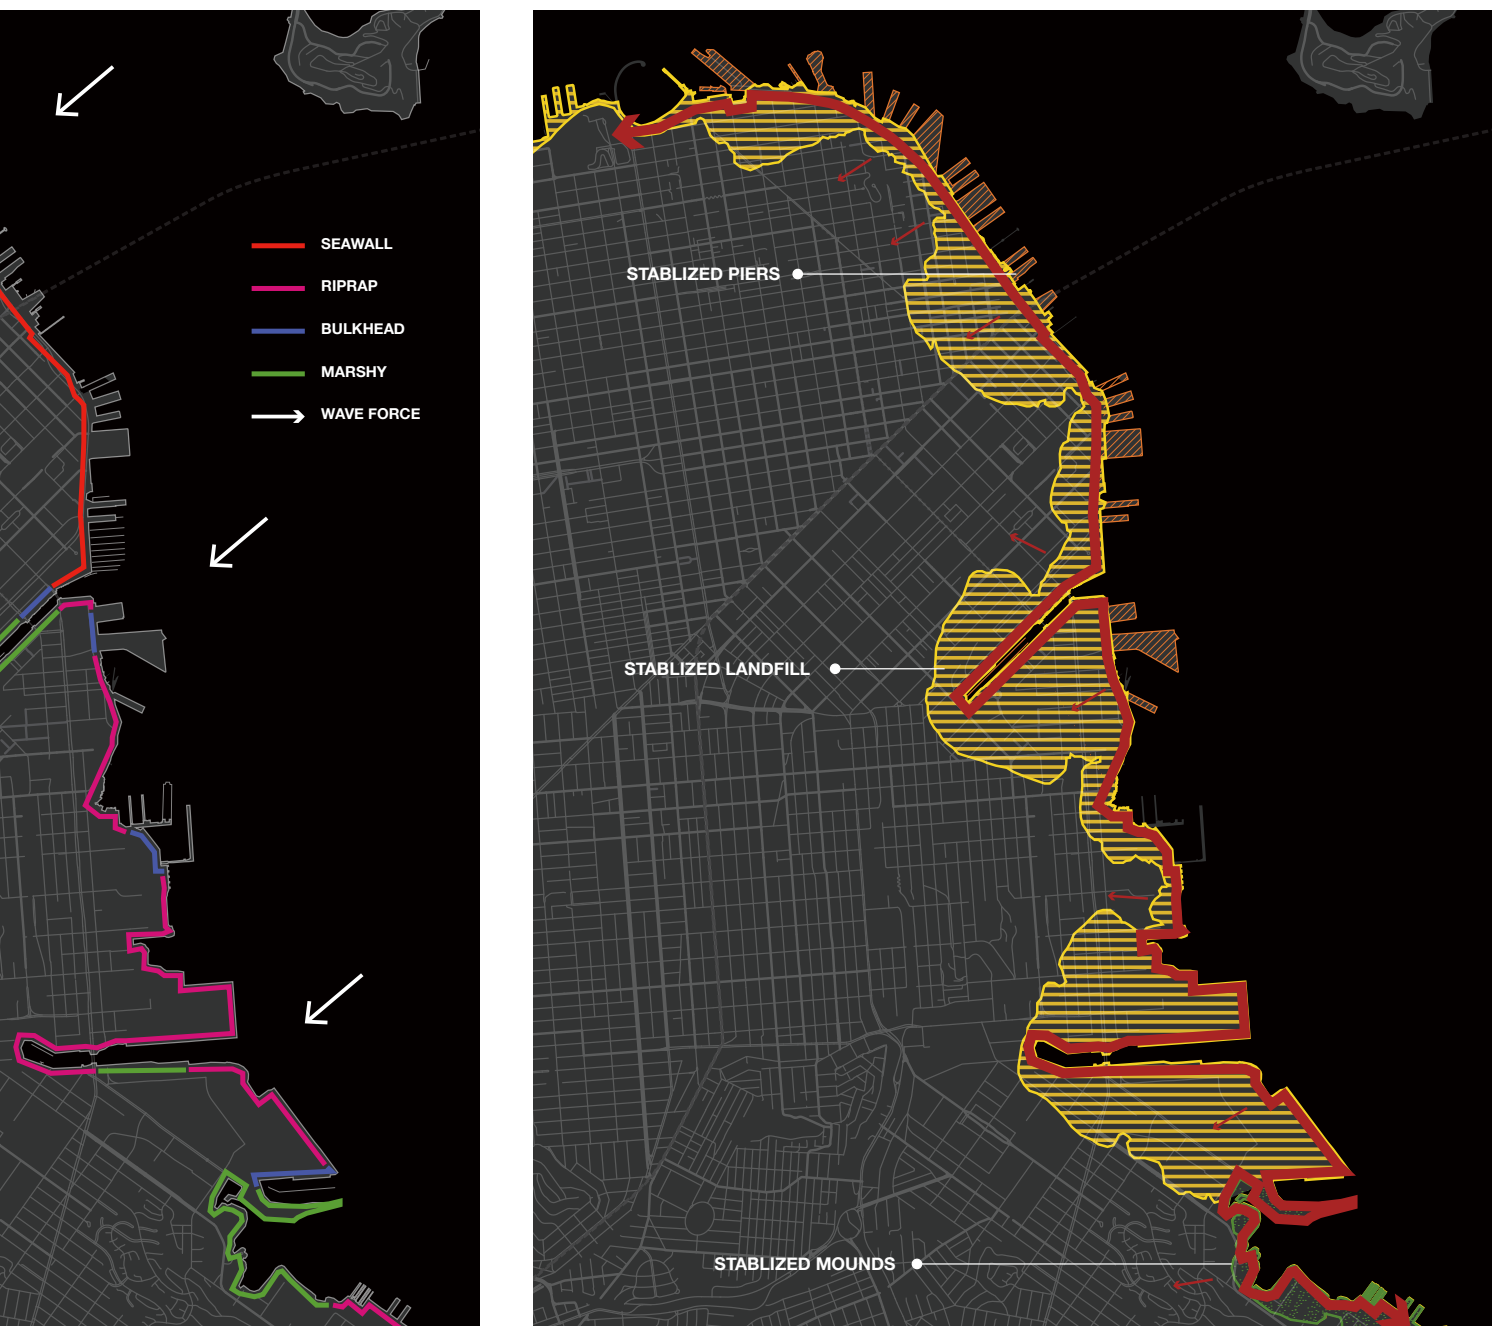 SEAWALL
RIPRAP
BULKHEAD
MARSHY
WAVE FORCE
STABLIZED PIERS
STABLIZED LANDFILL
STABLIZED MOUNDS